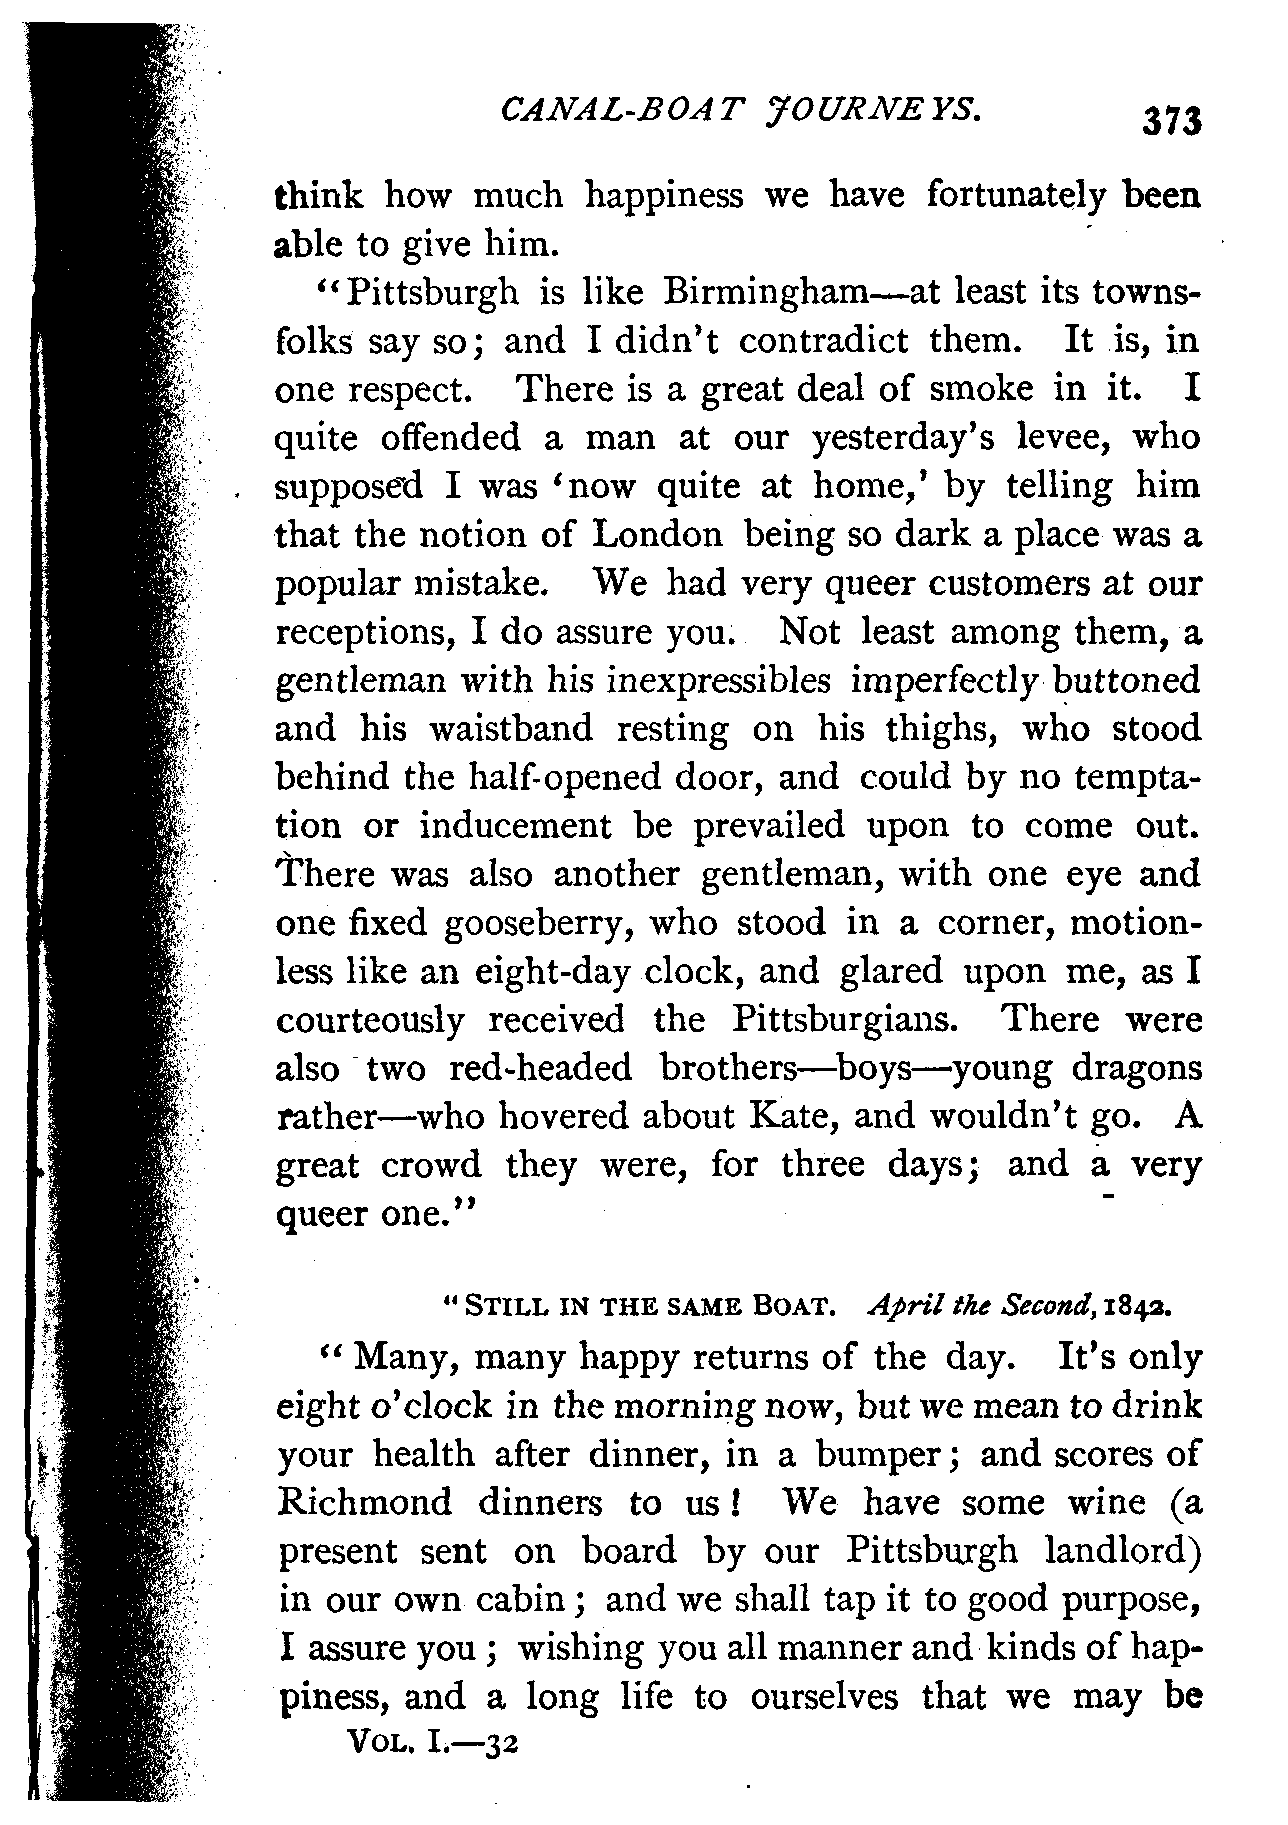 CANAL-BOAT JOURNEYS. 373
think how much happiness we have fortunately been
able to give him.
“Pittsburgh is like Birmingham—at least its towns-
folks say so; and I didn’t contradict them. It is, in
one respect. There is a great deal of smoke in it. I
quite offended a man at our yesterday’s levee, who
supposed I was ‘now quite at home,’ by telling him
that the notion of London being so dark a place was a
popular mistake. We had very queer customers at our
receptions, I do assure you. Not least among them, a
gentleman with his inexpressibles imperfectly buttoned
and his waistband resting on his thighs, who stood
behind the half-opened door, and could by no tempta-
tion or inducement be prevailed upon to come out.
There was also another gentleman, with one eye and
one fixed gooseberry, who stood in a corner, motion-
less like an eight-day clock, and glared upon me, as I
courteously received the Pittsburgians. There were
also two red-headed brothers—boys—young dragons
rather—who hovered about Kate, and wouldn’t go. A
great crowd they were, for three days; and a very
queer one.”
“STILL IN THE SAME BOAT. April the Second, 1842.
“Many, many happy returns of the day. It’s only
eight o’clock in the morning now, but we mean to drink
your health after dinner, in a bumper; and scores of
Richmond dinners to us! We have some wine (a
present sent on board by our Pittsburgh landlord)
in our own cabin; and we shall tap it to good purpose,
I assure you; wishing you all manner and kinds of hap-
piness, and a long life to ourselves that we may be
VOL. I.—32